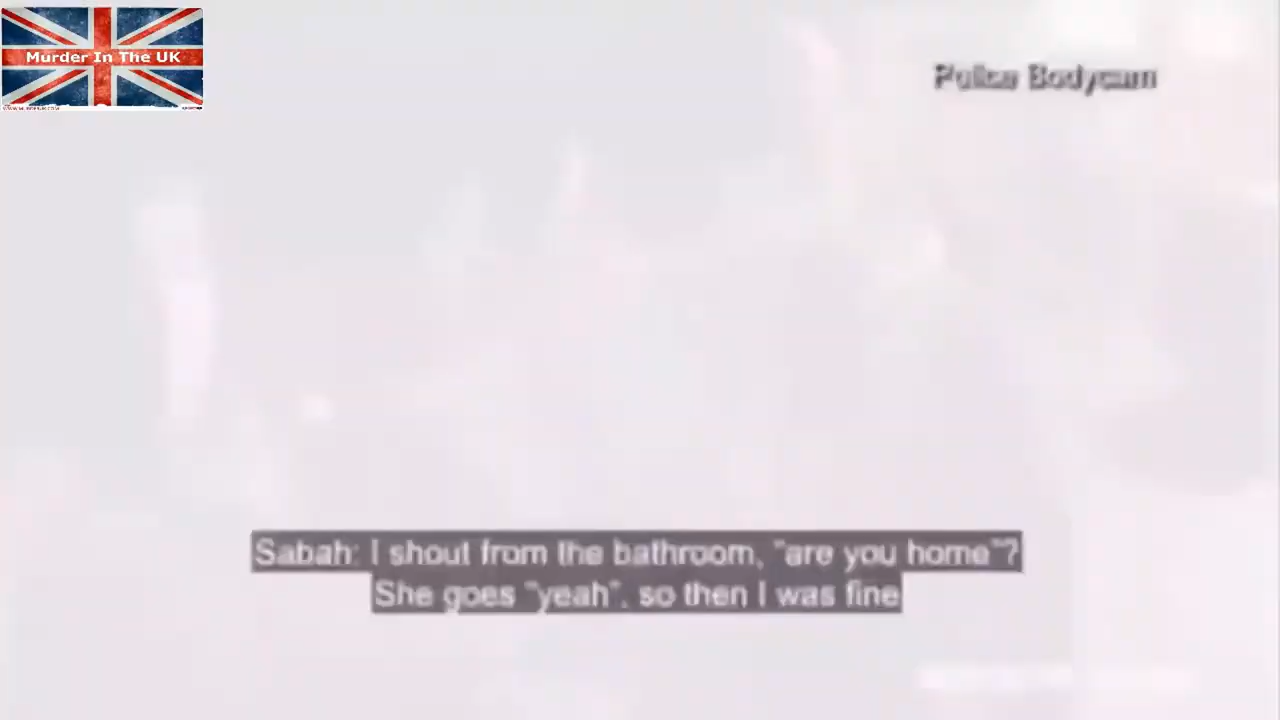 Murder In The UK
Police Bodycam
Sabah: I shout from the bathroom, "are you home"?
She goes "yeah", so then I was fine